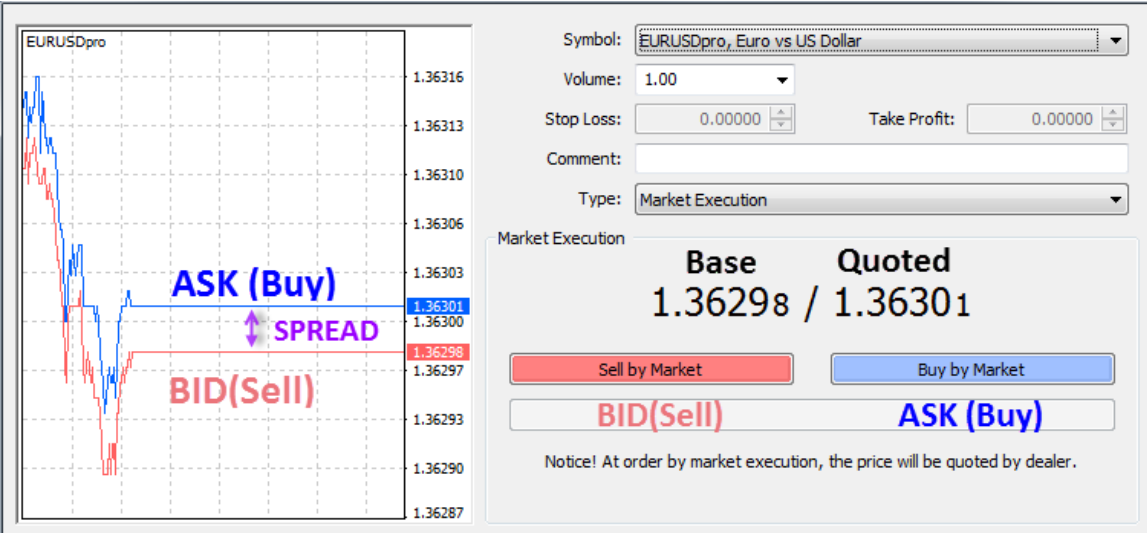 EURUSDpro
1.36316
1.36313
1.36310
1.36306
1.36303
1.36301
1.36300
1.36298
1.36297
1.36293
1.36290
1.36287
ASK (Buy)
SPREAD
BID(Sell)
Symbol: EURUSDpro, Euro vs US Dollar
Volume: 1.00
Stop Loss: 0.00000 Take Profit: 0.00000
Comment:
Type: Market Execution
Market Execution
Base Quoted
1.36298 / 1.36301
Sell by Market Buy by Market
BID(Sell) ASK (Buy)
Notice! At order by market execution, the price will be quoted by dealer.